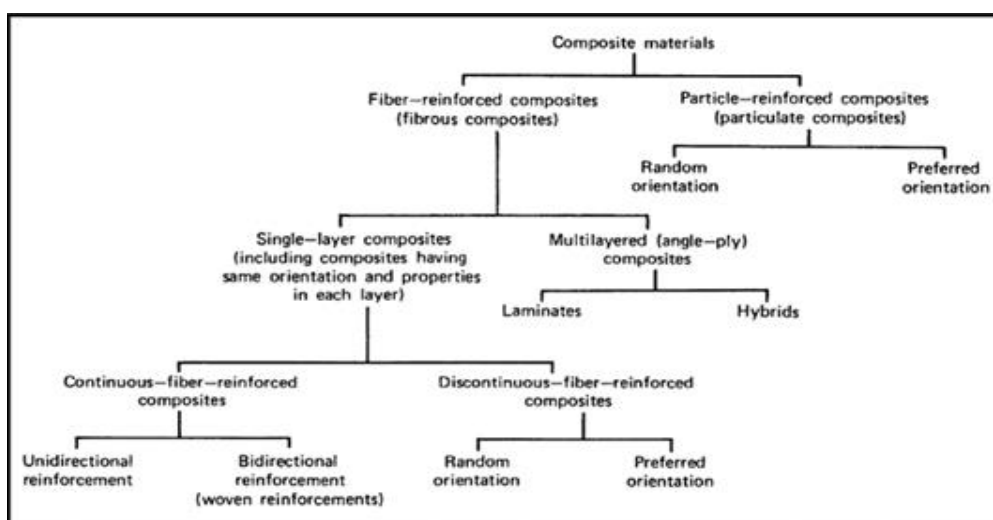 Composite materials
Fiber—reinforced composites
(fibrous composites)
Particle—reinforced composites
(particulate composites)
Random
orientation
Preferred
orientation
Single—layer composites
(including composites having
same orientation and properties
in each layer)
Multilayered (angle—ply)
composites
Laminates
Hybrids
Continuous—fiber—reinforced
composites
Discontinuous—fiber—reinforced
composites
Unidirectional
reinforcement
Bidirectional
reinforcement
(woven reinforcements)
Random
orientation
Preferred
orientation